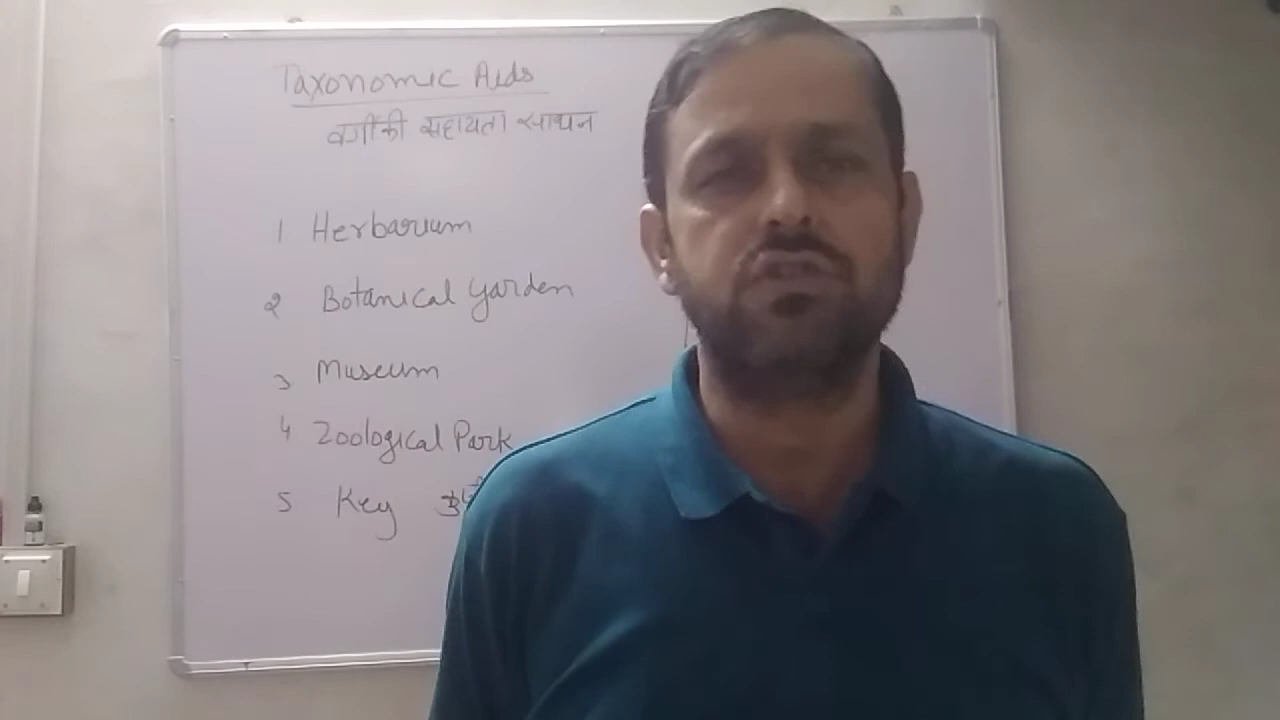 Taxonomic Aids
वर्गीकी सहायता साधन
1 Herbarium
2 Botanical Garden
3 Museum
4 Zoological Park
5 Key